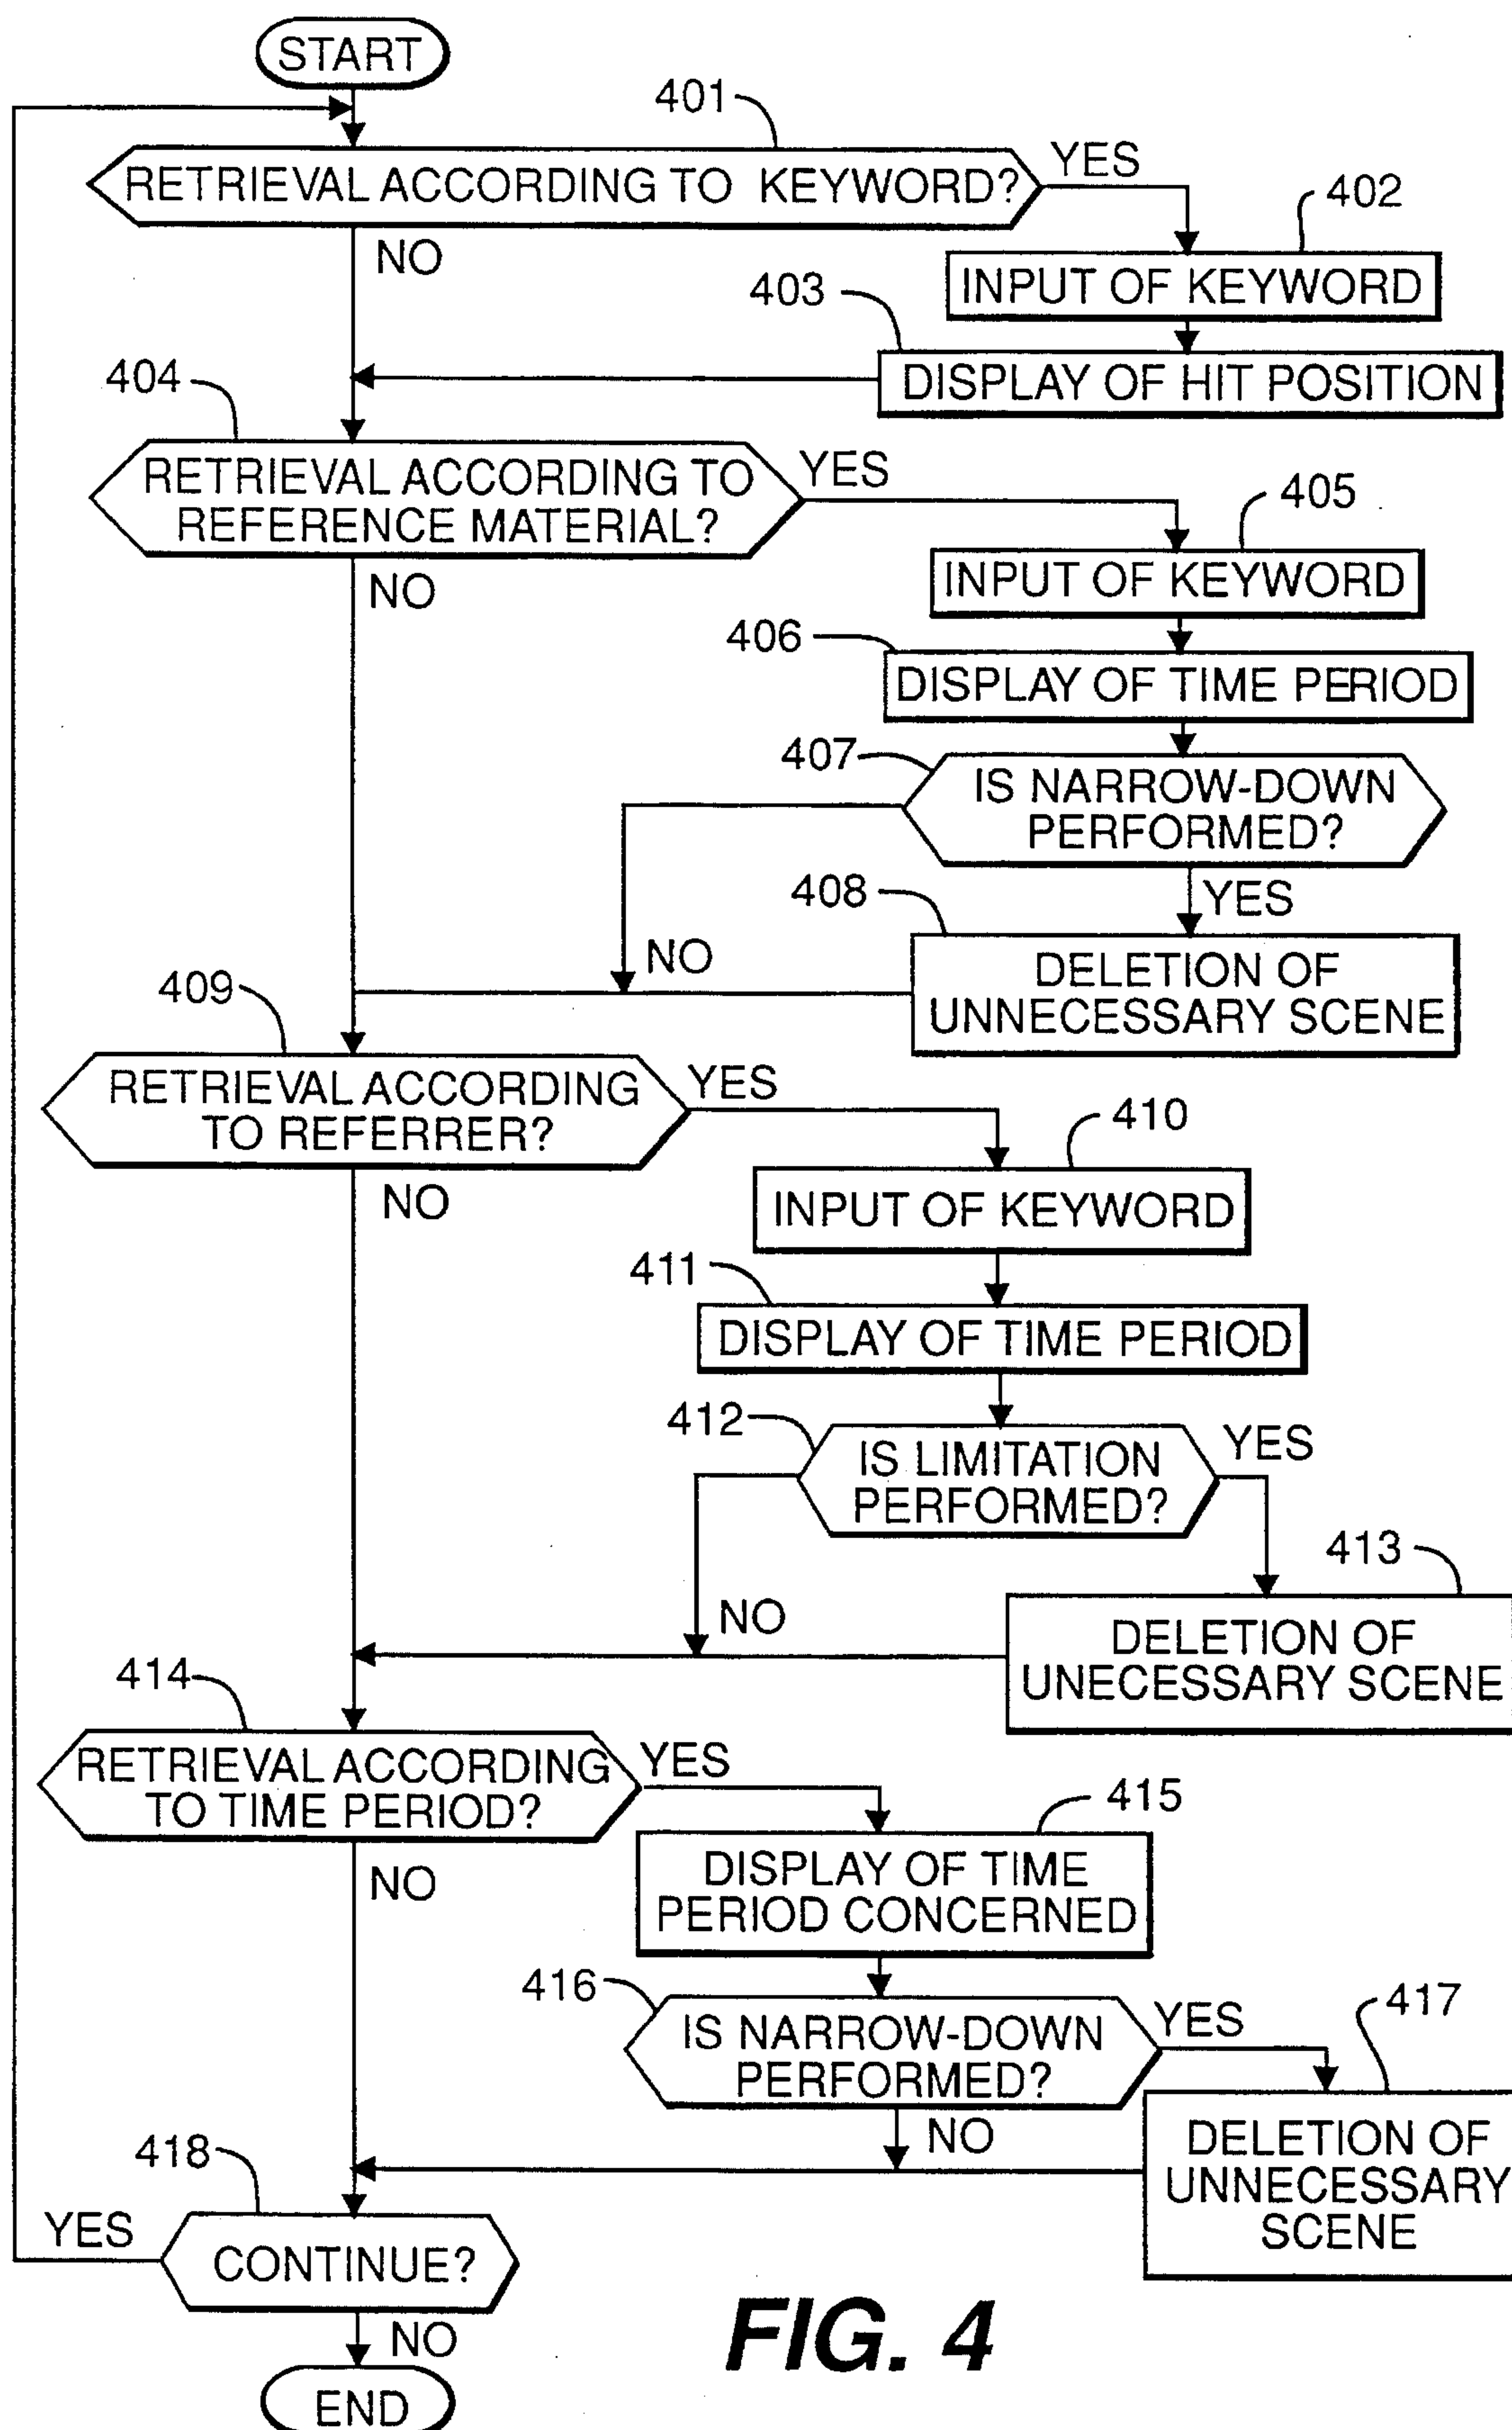 START
401
RETRIEVAL ACCORDING TO KEYWORD?
YES
402
NO
INPUT OF KEYWORD
403
DISPLAY OF HIT POSITION
404
RETRIEVAL ACCORDING TO
REFERENCE MATERIAL?
YES
405
NO
INPUT OF KEYWORD
406
DISPLAY OF TIME PERIOD
407
IS NARROW-DOWN
PERFORMED?
408
YES
NO
DELETION OF
UNNECESSARY SCENE
409
RETRIEVAL ACCORDING
TO REFERRER?
YES
410
NO
INPUT OF KEYWORD
411
DISPLAY OF TIME PERIOD
412
IS LIMITATION
PERFORMED?
YES
413
NO
DELETION OF
UNECESSARY SCENE
414
RETRIEVAL ACCORDING
TO TIME PERIOD?
YES
415
NO
DISPLAY OF TIME
PERIOD CONCERNED
416
IS NARROW-DOWN
PERFORMED?
YES
417
NO
DELETION OF
UNNECESSARY
SCENE
418
YES
CONTINUE?
NO
END
FIG. 4